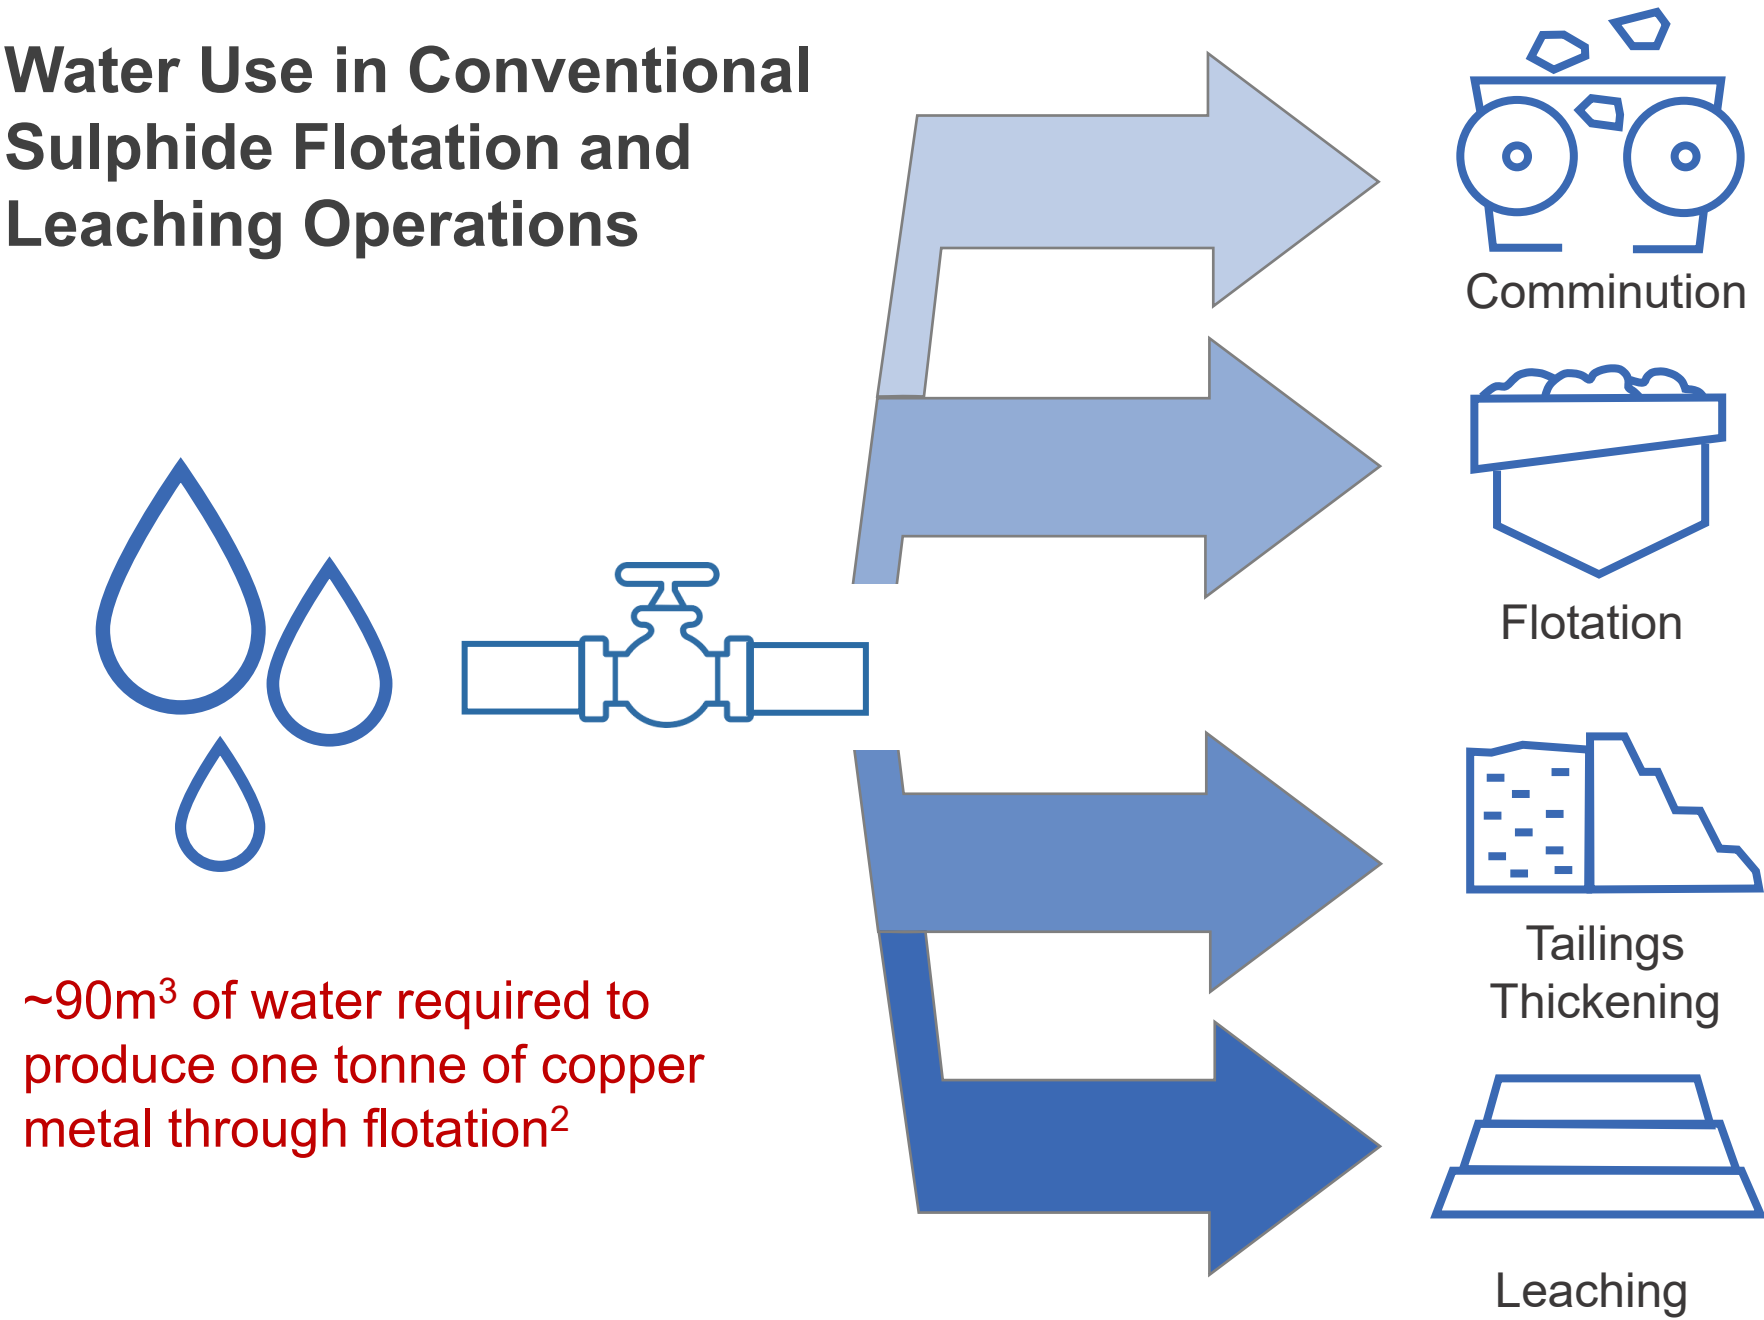 Water Use in Conventional
Sulphide Flotation and
Leaching Operations
Comminution
Flotation
Tailings
Thickening
Leaching
~90m³ of water required to
produce one tonne of copper
metal through flotation²